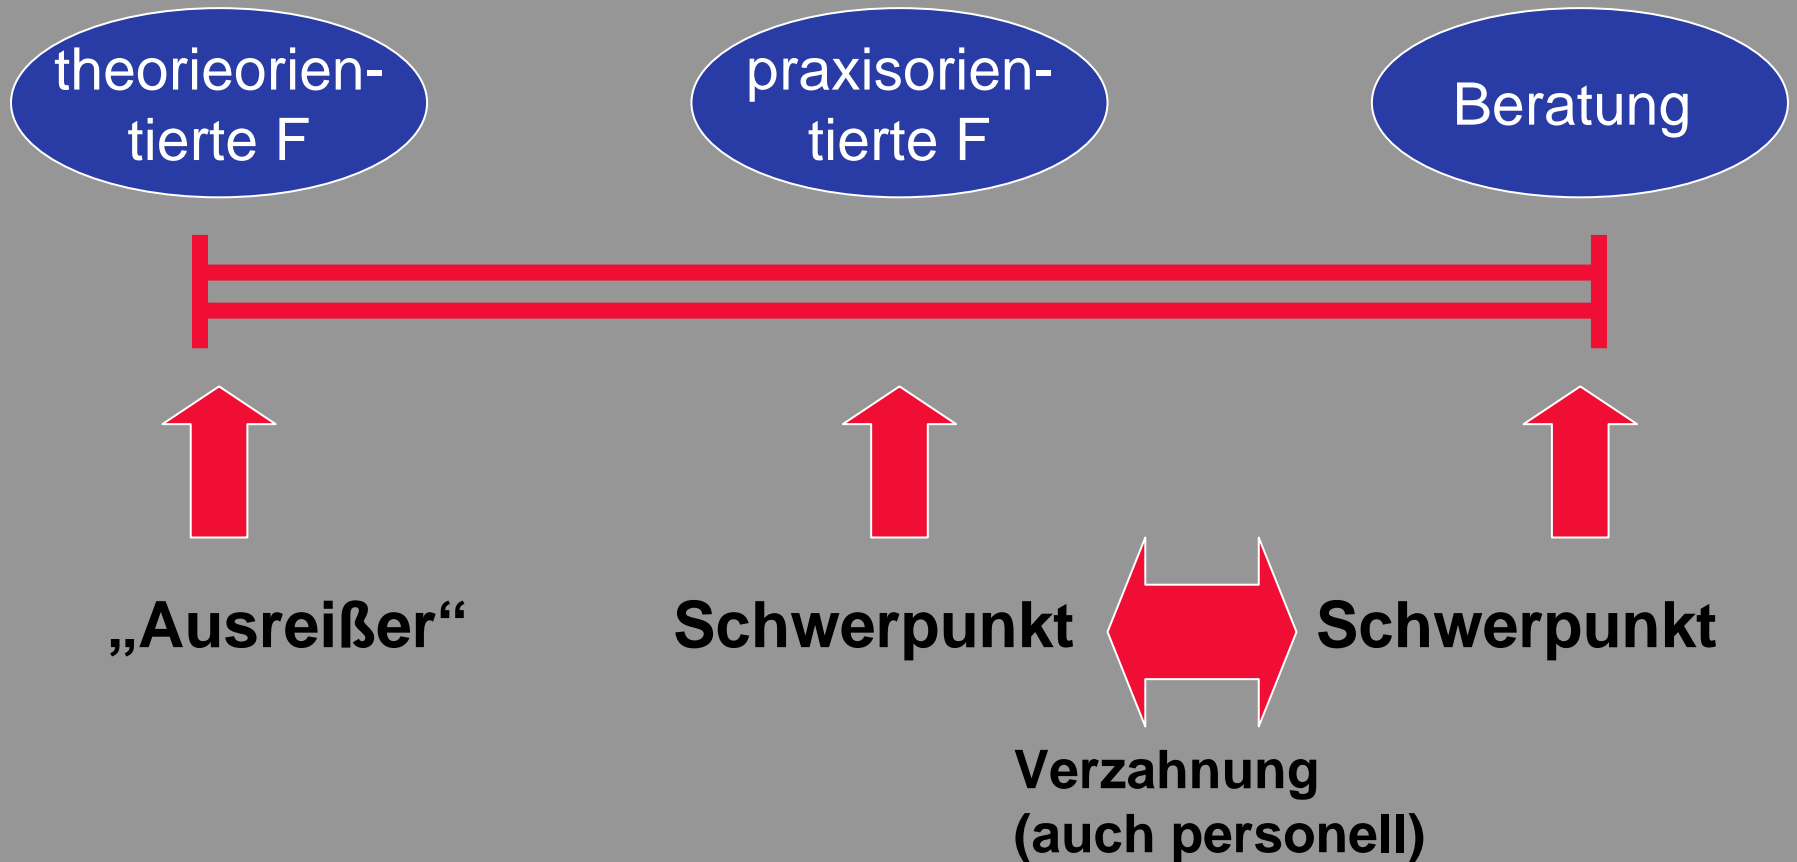 theorieorien-
tierte F
praxisorien-
tierte F
Beratung
„Ausreißer“
Schwerpunkt
Schwerpunkt
Verzahnung
(auch personell)